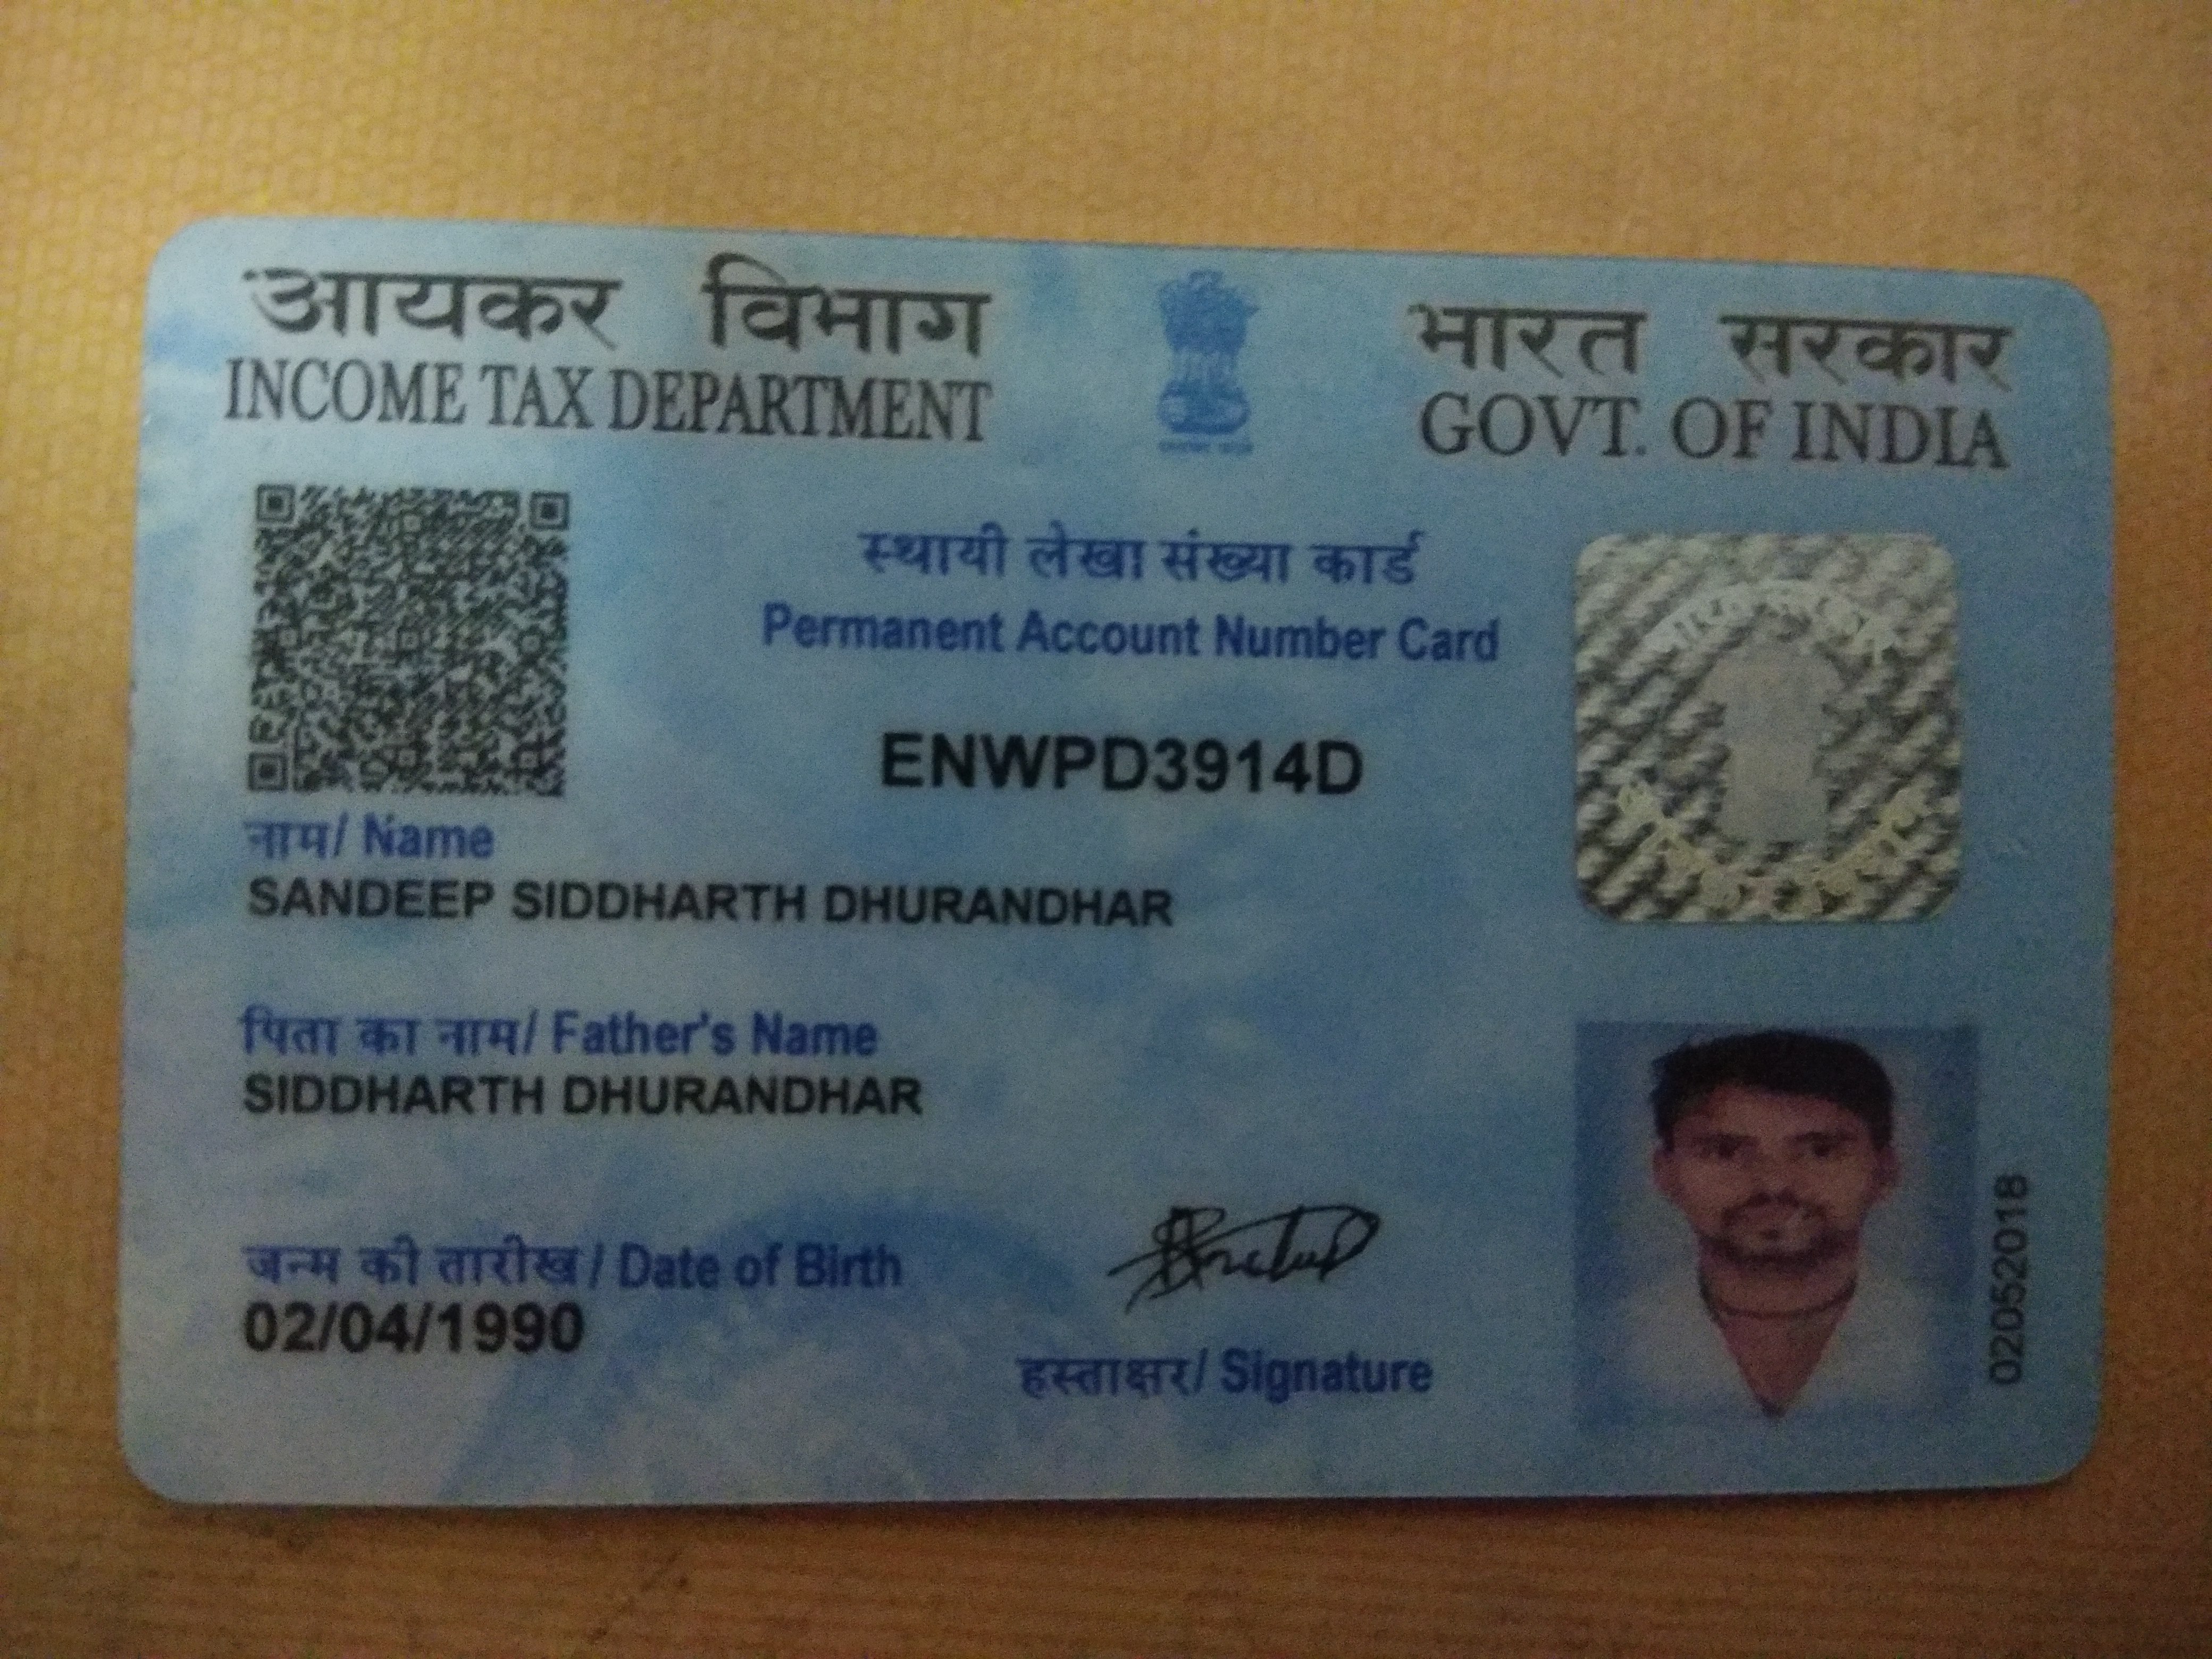 आयकर विभाग
INCOME TAX DEPARTMENT
भारत सरकार
GOVT. OF INDIA
स्थायी लेखा संख्या कार्ड
Permanent Account Number Card
ENWPD3914D
नाम/ Name
SANDEEP SIDDHARTH DHURANDHAR
पिता का नाम/ Father's Name
SIDDHARTH DHURANDHAR
जन्म की तारीख/ Date of Birth
02/04/1990
हस्ताक्षर/ Signature
02052018